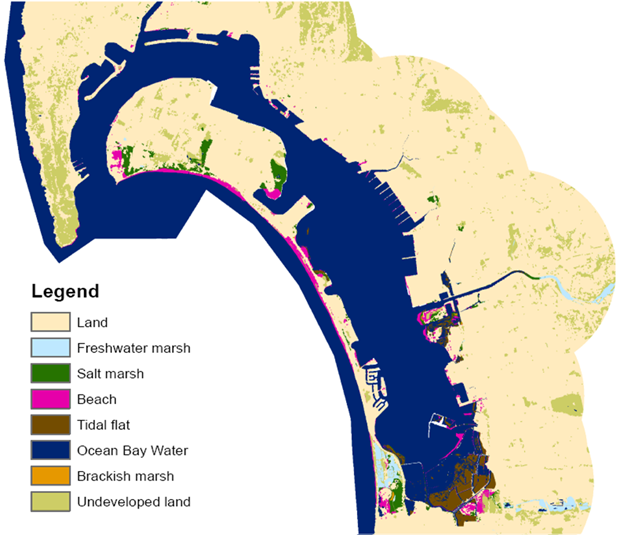 Legend
Land
Freshwater marsh
Salt marsh
Beach
Tidal flat
Ocean Bay Water
Brackish marsh
Undeveloped land